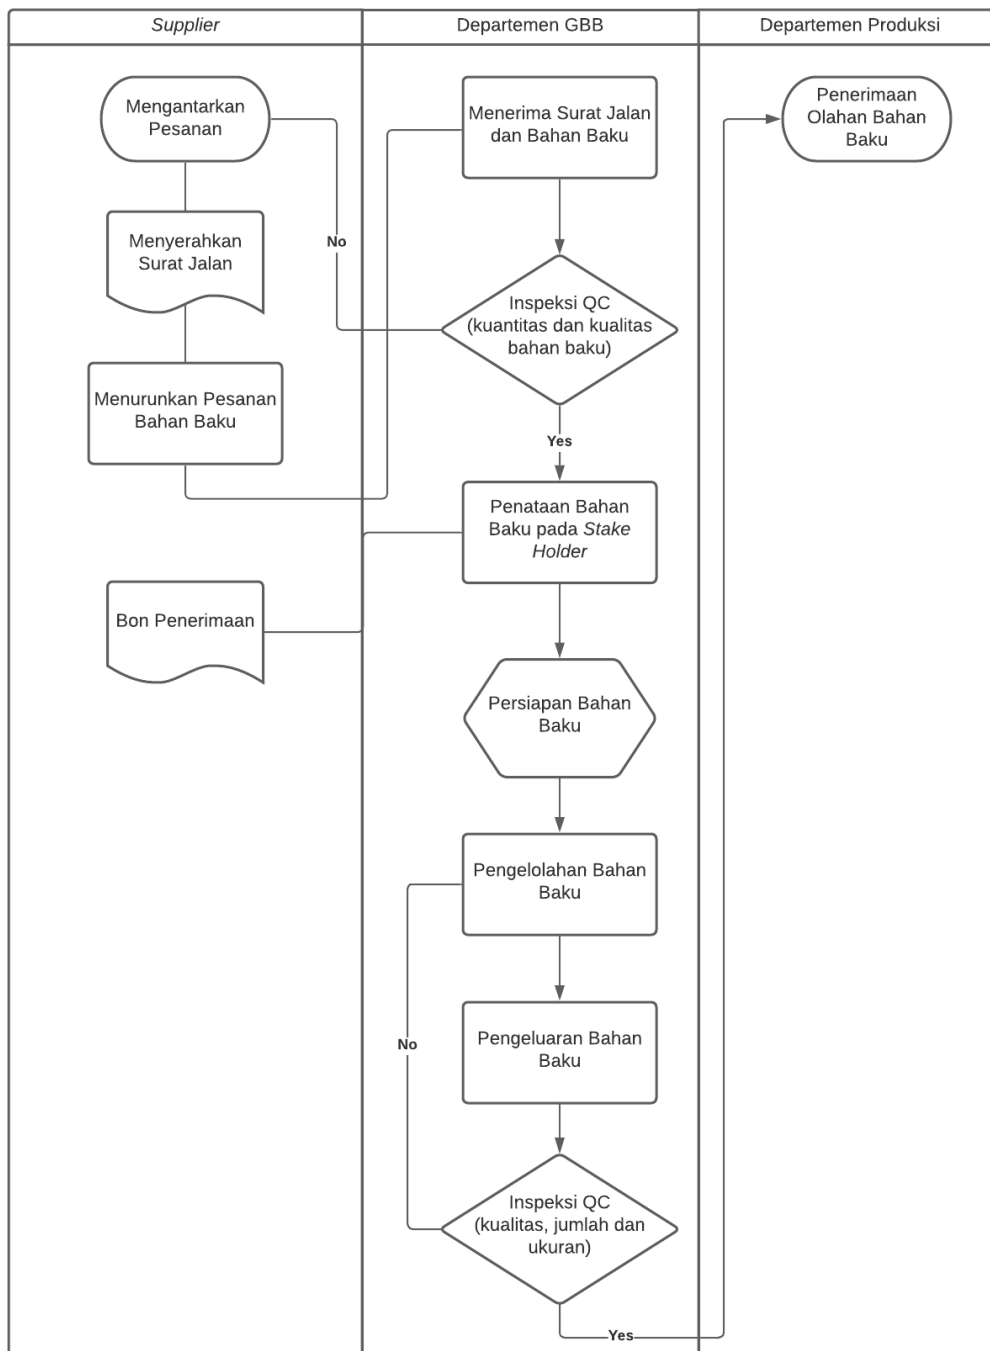 Supplier
Departemen GBB
Departemen Produksi
Mengantarkan
Pesanan
Menyerahkan
Surat Jalan
Menurunkan Pesanan
Bahan Baku
Bon Penerimaan
No
Menerima Surat Jalan
dan Bahan Baku
Inspeksi QC
(kuantitas dan kualitas
bahan baku)
Yes
Penataan Bahan
Baku pada Stake
Holder
Persiapan Bahan
Baku
Pengelolahan Bahan
Baku
No
Pengeluaran Bahan
Baku
Inspeksi QC
(kualitas, jumlah dan
ukuran)
Yes
Penerimaan
Olahan Bahan
Baku